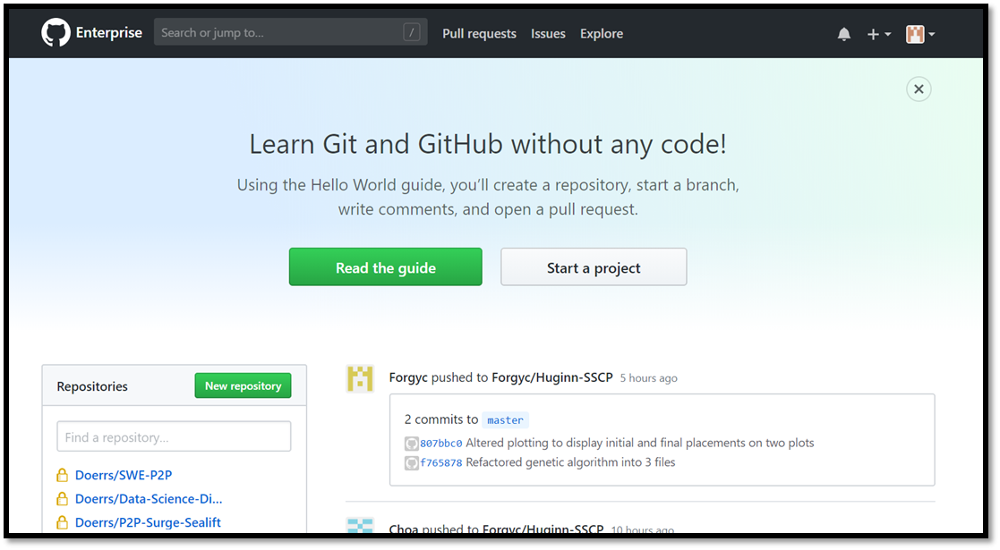 Enterprise
Search or jump to...
/
Pull requests
Issues
Explore
Learn Git and GitHub without any code!
Using the Hello World guide, you’ll create a repository, start a branch,
write comments, and open a pull request.
Read the guide
Start a project
Repositories
New repository
Find a repository...
Doerrs/SWE-P2P
Doerrs/Data-Science-Di...
Doerrs/P2P-Surge-Sealift
Forgyc pushed to Forgyc/Huginn-SSCP 5 hours ago
2 commits to master
807bbc0 Altered plotting to display initial and final placements on two plots
f765878 Refactored genetic algorithm into 3 files
Choa pushed to Forgyc/Huginn-SSCP 10 hours ago